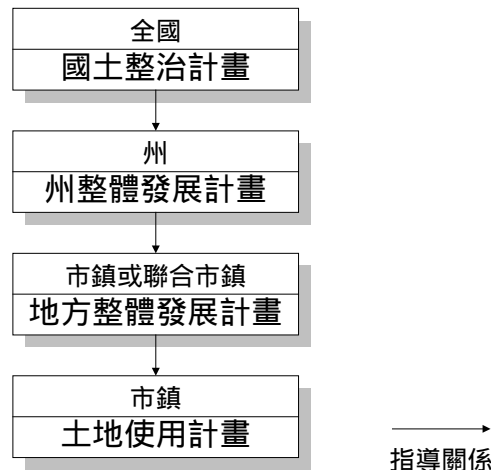 全國
國土整治計畫
州
州整體發展計畫
市鎮或聯合市鎮
地方整體發展計畫
市鎮
土地使用計畫
指導關係